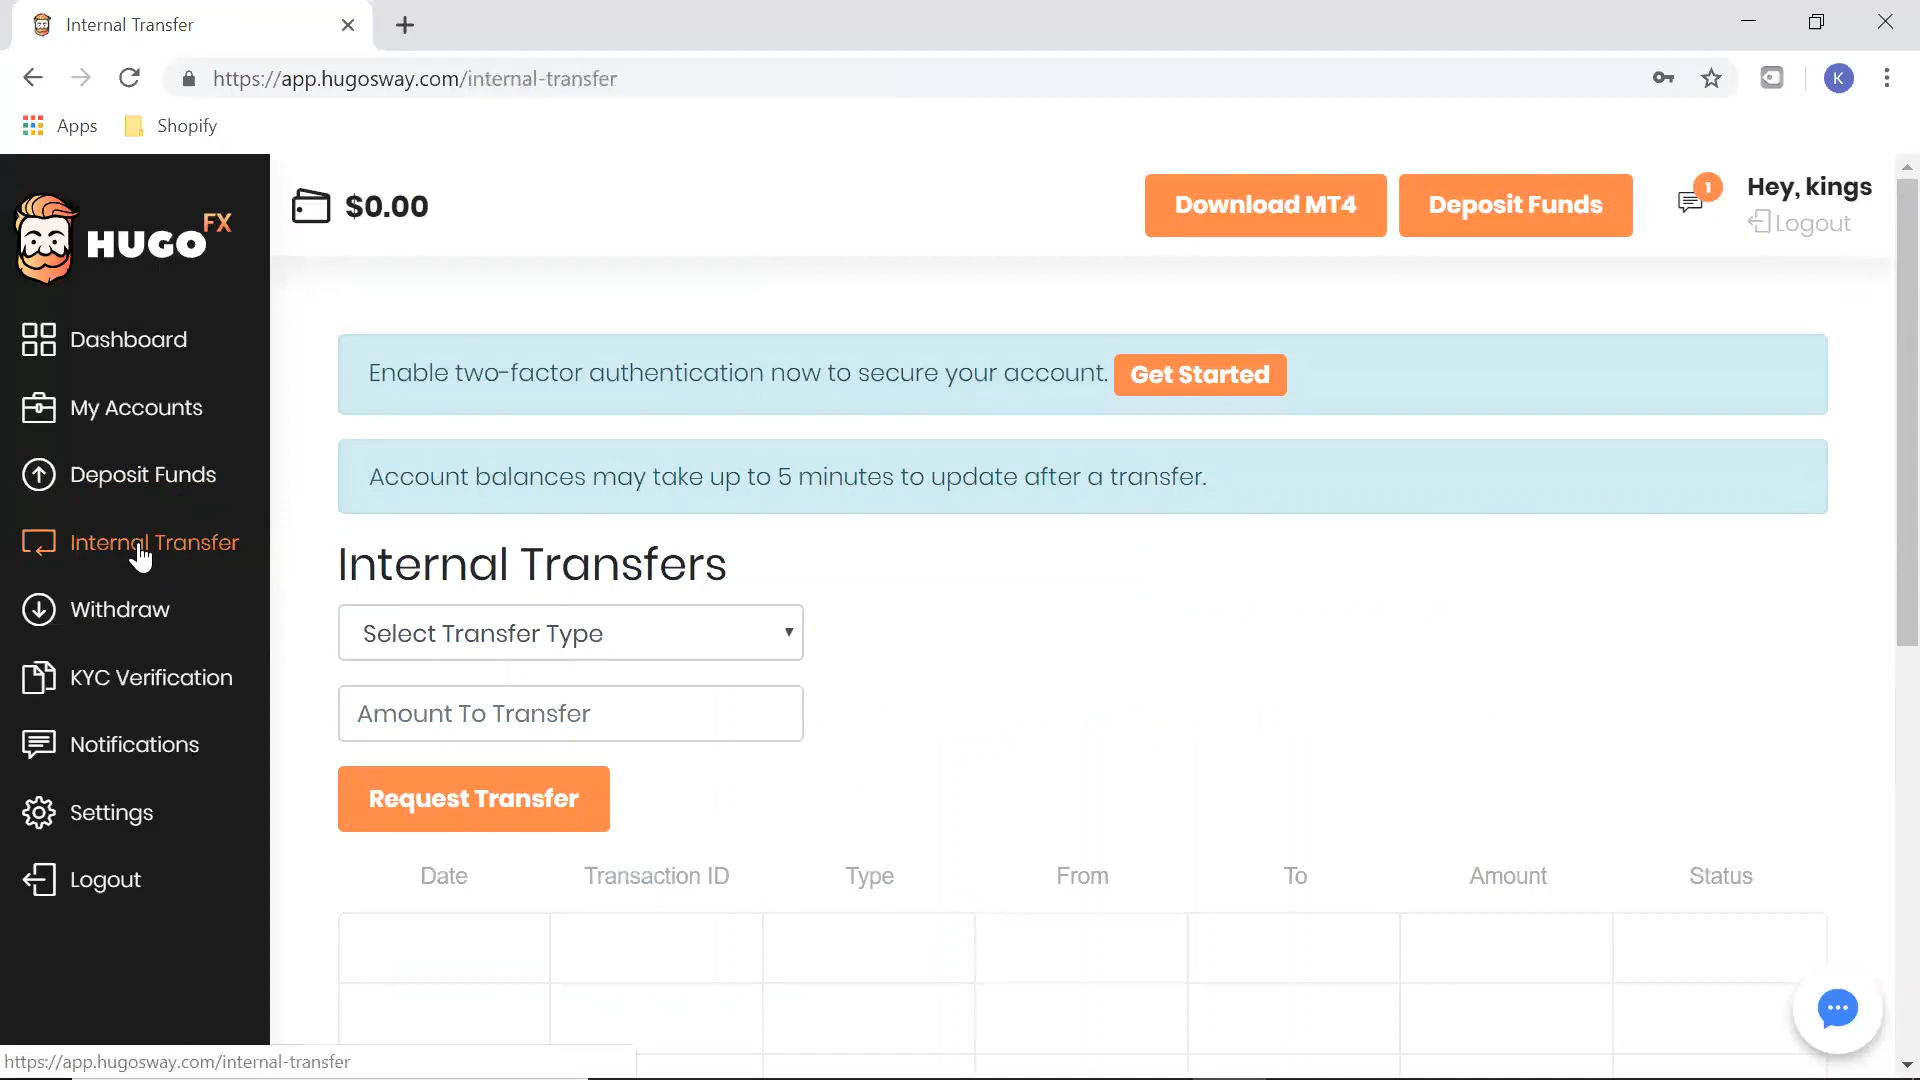 Internal Transfer
https://app.hugosway.com/internal-transfer
K
Apps
Shopify
HUGO FX
$0.00
Download MT4
Deposit Funds
1
Hey, kings
Logout
Dashboard
My Accounts
Deposit Funds
Internal Transfer
Withdraw
KYC Verification
Notifications
Settings
Logout
Enable two-factor authentication now to secure your account. Get Started
Account balances may take up to 5 minutes to update after a transfer.
Internal Transfers
Select Transfer Type
Amount To Transfer
Request Transfer
Date Transaction ID Type From To Amount Status
https://app.hugosway.com/internal-transfer